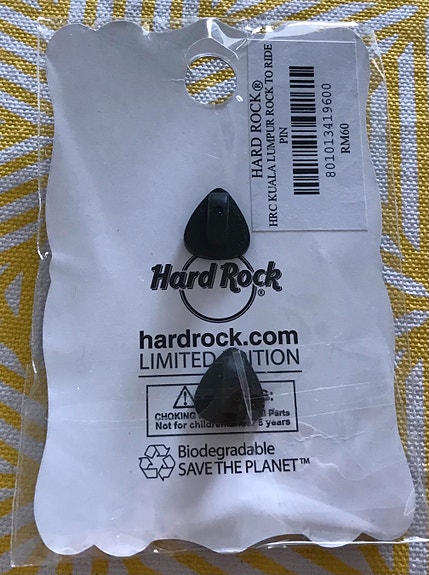 HARD ROCK®
HRC KUALA LUMPUR ROCK TO RIDE
PIN
801013419600
RM60
Hard Rock®
hardrock.com
LIMITED EDITION
CHOKING Parts
Not for children years
Biodegradable
SAVE THE PLANET™